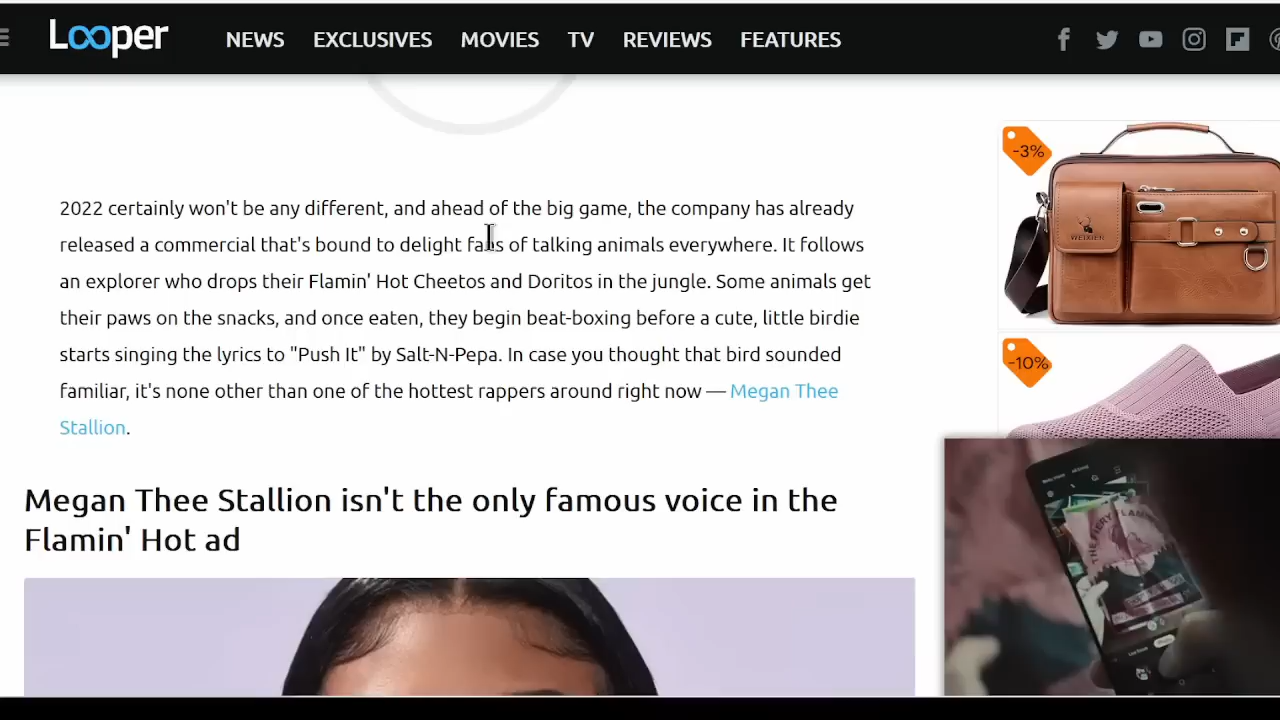 Looper NEWS EXCLUSIVES MOVIES TV REVIEWS FEATURES
2022 certainly won't be any different, and ahead of the big game, the company has already
released a commercial that's bound to delight fans of talking animals everywhere. It follows
an explorer who drops their Flamin' Hot Cheetos and Doritos in the jungle. Some animals get
their paws on the snacks, and once eaten, they begin beat-boxing before a cute, little birdie
starts singing the lyrics to "Push It" by Salt-N-Pepa. In case you thought that bird sounded
familiar, it's none other than one of the hottest rappers around right now — Megan Thee
Stallion.
Megan Thee Stallion isn't the only famous voice in the
Flamin' Hot ad
-3%
WEIXIER
-10%
THE FIERY FLAMIN